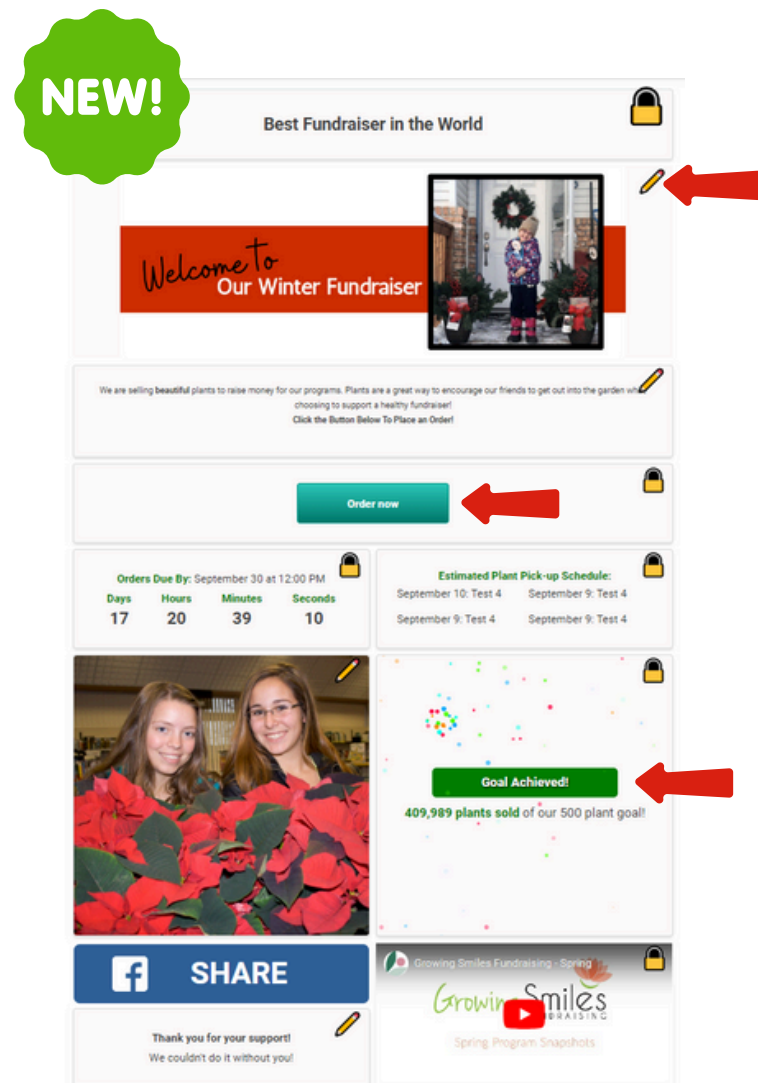 NEW!
Best Fundraiser in the World
Welcome to
Our Winter Fundraiser
We are selling beautiful plants to raise money for our programs. Plants are a great way to encourage our friends to get out into the garden
choosing to support a healthy fundraiser!
Click the Button Below To Place an Order!
Order now
Orders Due By: September 30 at 12:00 PM
Days Hours Minutes Seconds
17 20 39 10
Estimated Plant Pick-up Schedule:
September 10: Test 4 September 9: Test 4
September 9: Test 4 September 9: Test 4
Goal Achieved!
409,989 plants sold of our 500 plant goal!
f SHARE
Growing Smiles Fundraising - Spring
Growing Smiles
Spring Program Snapshots
Thank you for your support!
We couldn't do it without you!